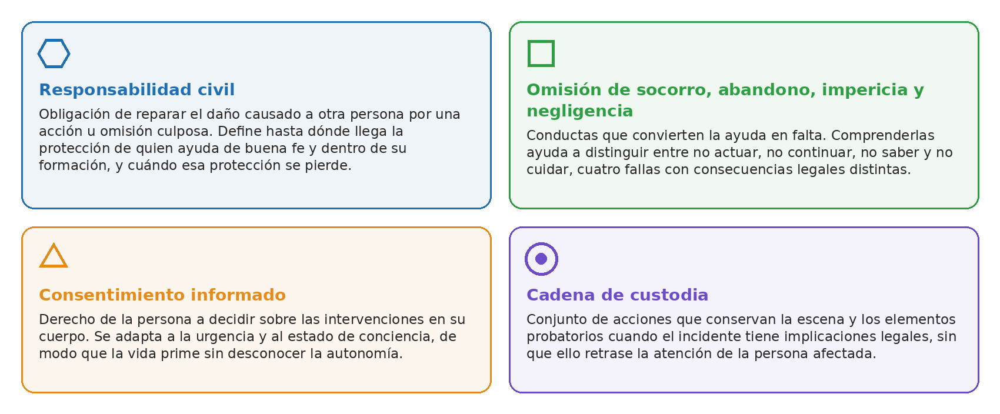 Responsabilidad civil
Obligación de reparar el daño causado a otra persona por una
acción u omisión culposa. Define hasta dónde llega la
protección de quien ayuda de buena fe y dentro de su
formación, y cuándo esa protección se pierde.
Omisión de socorro, abandono, impericia y
negligencia
Conductas que convierten la ayuda en falta. Comprenderlas
ayuda a distinguir entre no actuar, no continuar, no saber y no
cuidar, cuatro fallas con consecuencias legales distintas.
Consentimiento informado
Derecho de la persona a decidir sobre las intervenciones en su
cuerpo. Se adapta a la urgencia y al estado de conciencia, de
modo que la vida prime sin desconocer la autonomía.
Cadena de custodia
Conjunto de acciones que conservan la escena y los elementos
probatorios cuando el incidente tiene implicaciones legales, sin
que ello retrase la atención de la persona afectada.